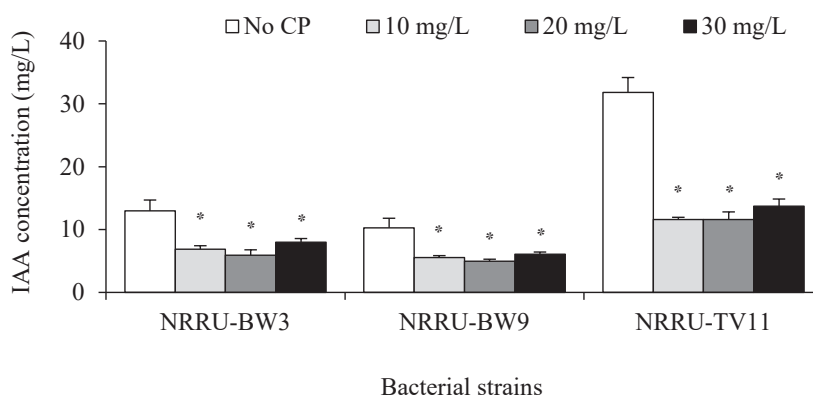 No CP 10 mg/L 20 mg/L 30 mg/L
IAA concentration (mg/L)
40
30
20
10
0
* * *
* * *
* * *
NRRU-BW3 NRRU-BW9 NRRU-TV11
Bacterial strains